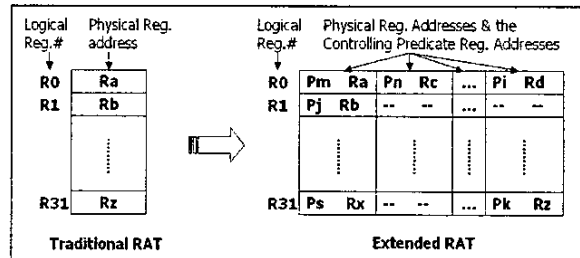 Logical Reg.#
Physical Reg. address
R0 Ra
R1 Rb
R31 Rz
Traditional RAT
Logical Reg.#
Physical Reg. Addresses & the Controlling Predicate Reg. Addresses
R0 Pm Ra Pn Rc ... Pi Rd
R1 Pj Rb -- -- ... -- --
R31 Ps Rx -- -- ... Pk Rz
Extended RAT